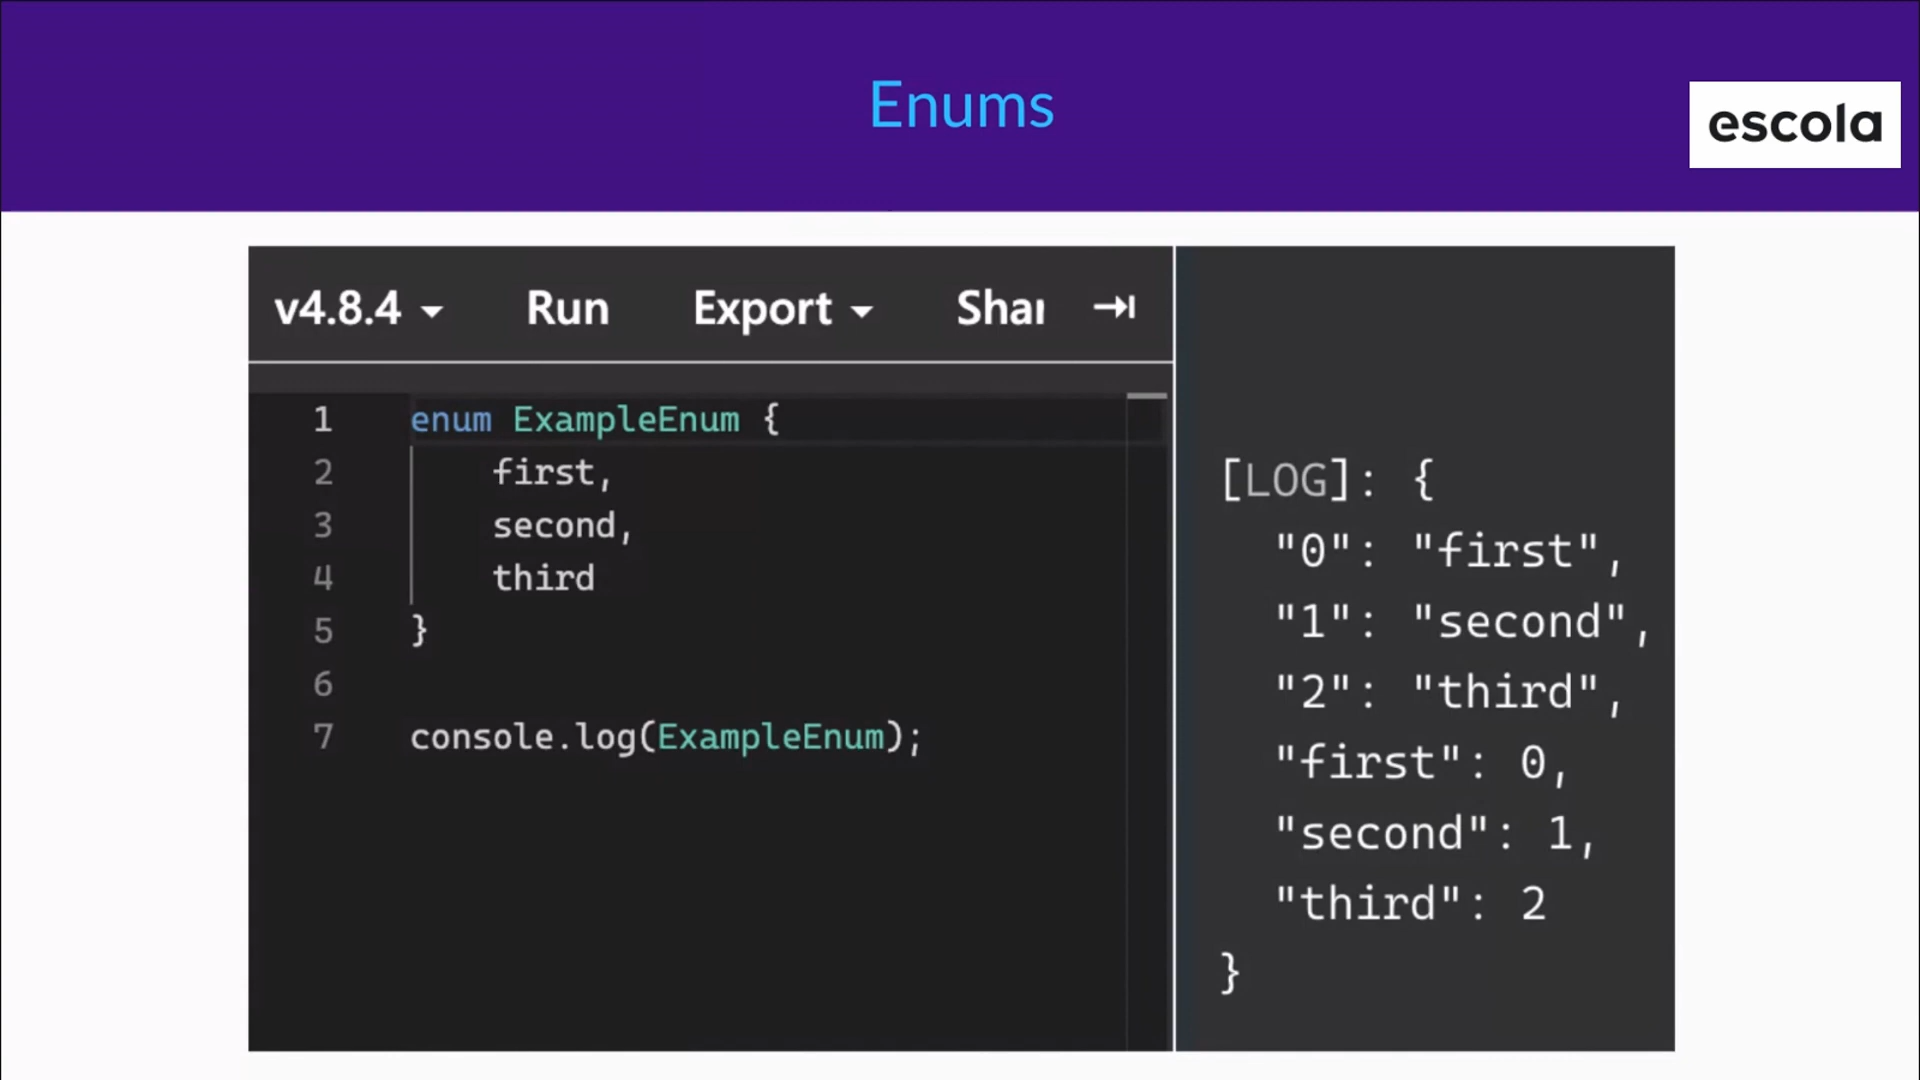 Enums
escola
v4.8.4 Run Export
1 enum ExampleEnum {
2 first,
3 second,
4 third
5 }
6
7 console.log(ExampleEnum);
[LOG]: {
"0": "first",
"1": "second",
"2": "third",
"first": 0,
"second": 1,
"third": 2
}